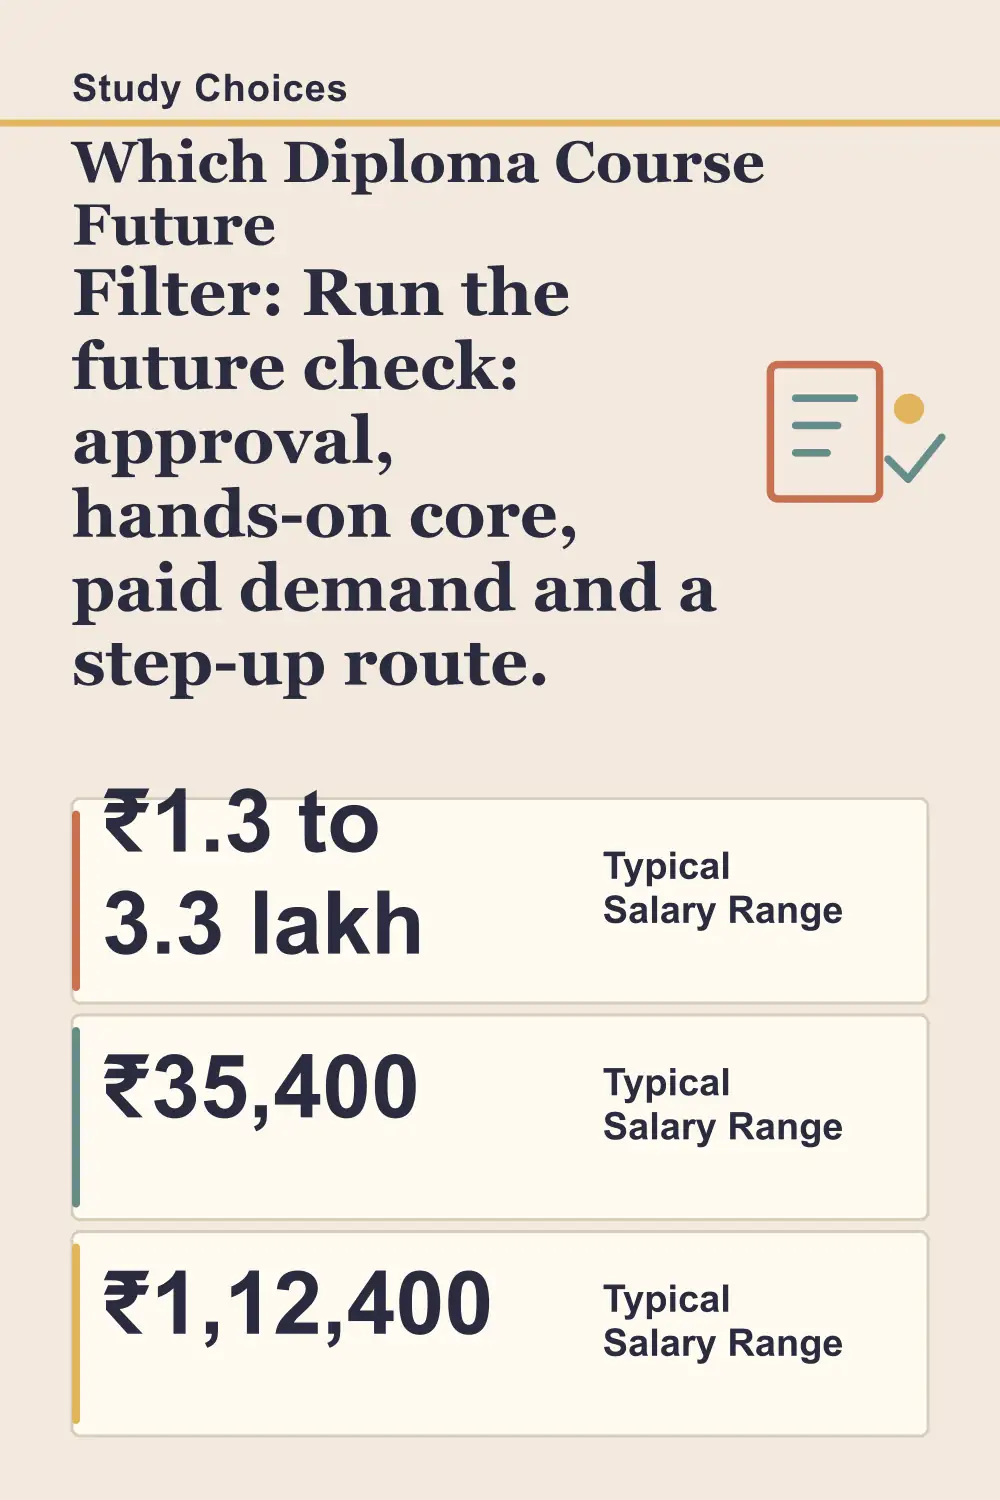 Study Choices
Which Diploma Course
Future
Filter: Run the
future check:
approval,
hands-on core,
paid demand and a
step-up route.
₹1.3 to
3.3 lakh
Typical
Salary Range
₹35,400
Typical
Salary Range
₹1,12,400
Typical
Salary Range